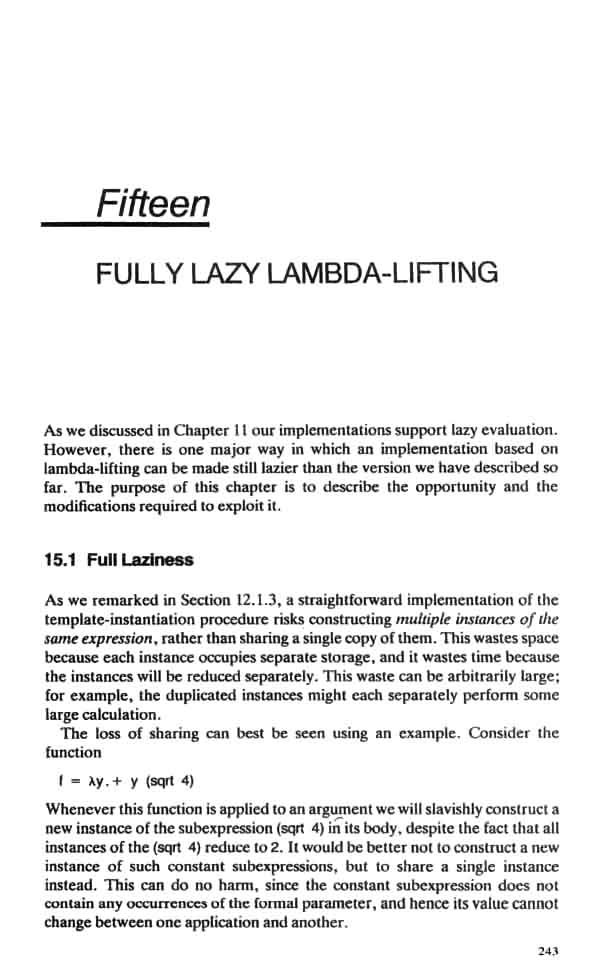 Fifteen
FULLY LAZY LAMBDA-LIFTING
As we discussed in Chapter 11 our implementations support lazy evaluation.
However, there is one major way in which an implementation based on
lambda-lifting can be made still lazier than the version we have described so
far. The purpose of this chapter is to describe the opportunity and the
modifications required to exploit it.
15.1 Full Laziness
As we remarked in Section 12.1.3, a straightforward implementation of the
template-instantiation procedure risks constructing multiple instances of the
same expression, rather than sharing a single copy of them. This wastes space
because each instance occupies separate storage, and it wastes time because
the instances will be reduced separately. This waste can be arbitrarily large;
for example, the duplicated instances might each separately perform some
large calculation.
The loss of sharing can best be seen using an example. Consider the
function
f = λy.+ y (sqrt 4)
Whenever this function is applied to an argument we will slavishly construct a
new instance of the subexpression (sqrt 4) in its body, despite the fact that all
instances of the (sqrt 4) reduce to 2. It would be better not to construct a new
instance of such constant subexpressions, but to share a single instance
instead. This can do no harm, since the constant subexpression does not
contain any occurrences of the formal parameter, and hence its value cannot
change between one application and another.
243